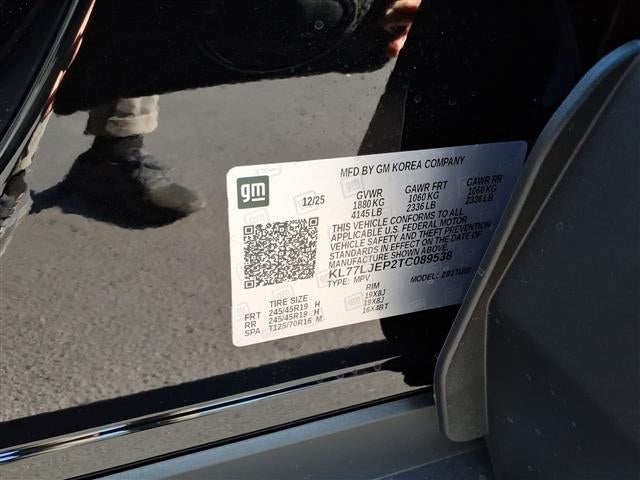 MFD BY GM KOREA COMPANY
gm
12/25
GVWR GAWR FRT GAWR RR
1880 KG 1060 KG 1060 KG
4145 LB 2336 LB 2336 LB
THIS VEHICLE CONFORMS TO ALL
APPLICABLE U.S. FEDERAL MOTOR
VEHICLE SAFETY AND THEFT
PREVENTION STANDARDS IN EFFECT
ON THE DATE OF MANUFACTURE
SHOWN ABOVE.
KL77LJEP2TC089538
TYPE: MPV MODEL:
TIRE SIZE RIM
FRT 245/45R19 H 19X8J
RR 245/45R19 H 19X8J
SPA T125/70R16 M 16X4BT